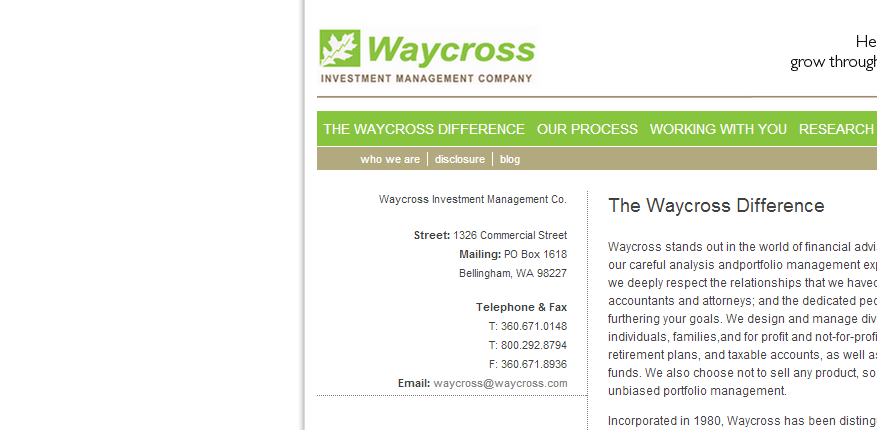 Waycross
INVESTMENT MANAGEMENT COMPANY
He
grow through
THE WAYCROSS DIFFERENCE OUR PROCESS WORKING WITH YOU RESEARCH
who we are disclosure blog
Waycross Investment Management Co.
Street: 1326 Commercial Street
Mailing: PO Box 1618
Bellingham, WA 98227
Telephone & Fax
T: 360.671.0148
T: 800.292.8794
F: 360.671.8936
Email: waycross@waycross.com
The Waycross Difference
Waycross stands out in the world of financial advi
our careful analysis andportfolio management exp
we deeply respect the relationships that we haved
accountants and attorneys; and the dedicated peo
furthering your goals. We design and manage div
individuals, families,and for profit and not-for-profi
retirement plans, and taxable accounts, as well as
funds. We also choose not to sell any product, so
unbiased portfolio management.
Incorporated in 1980, Waycross has been disting